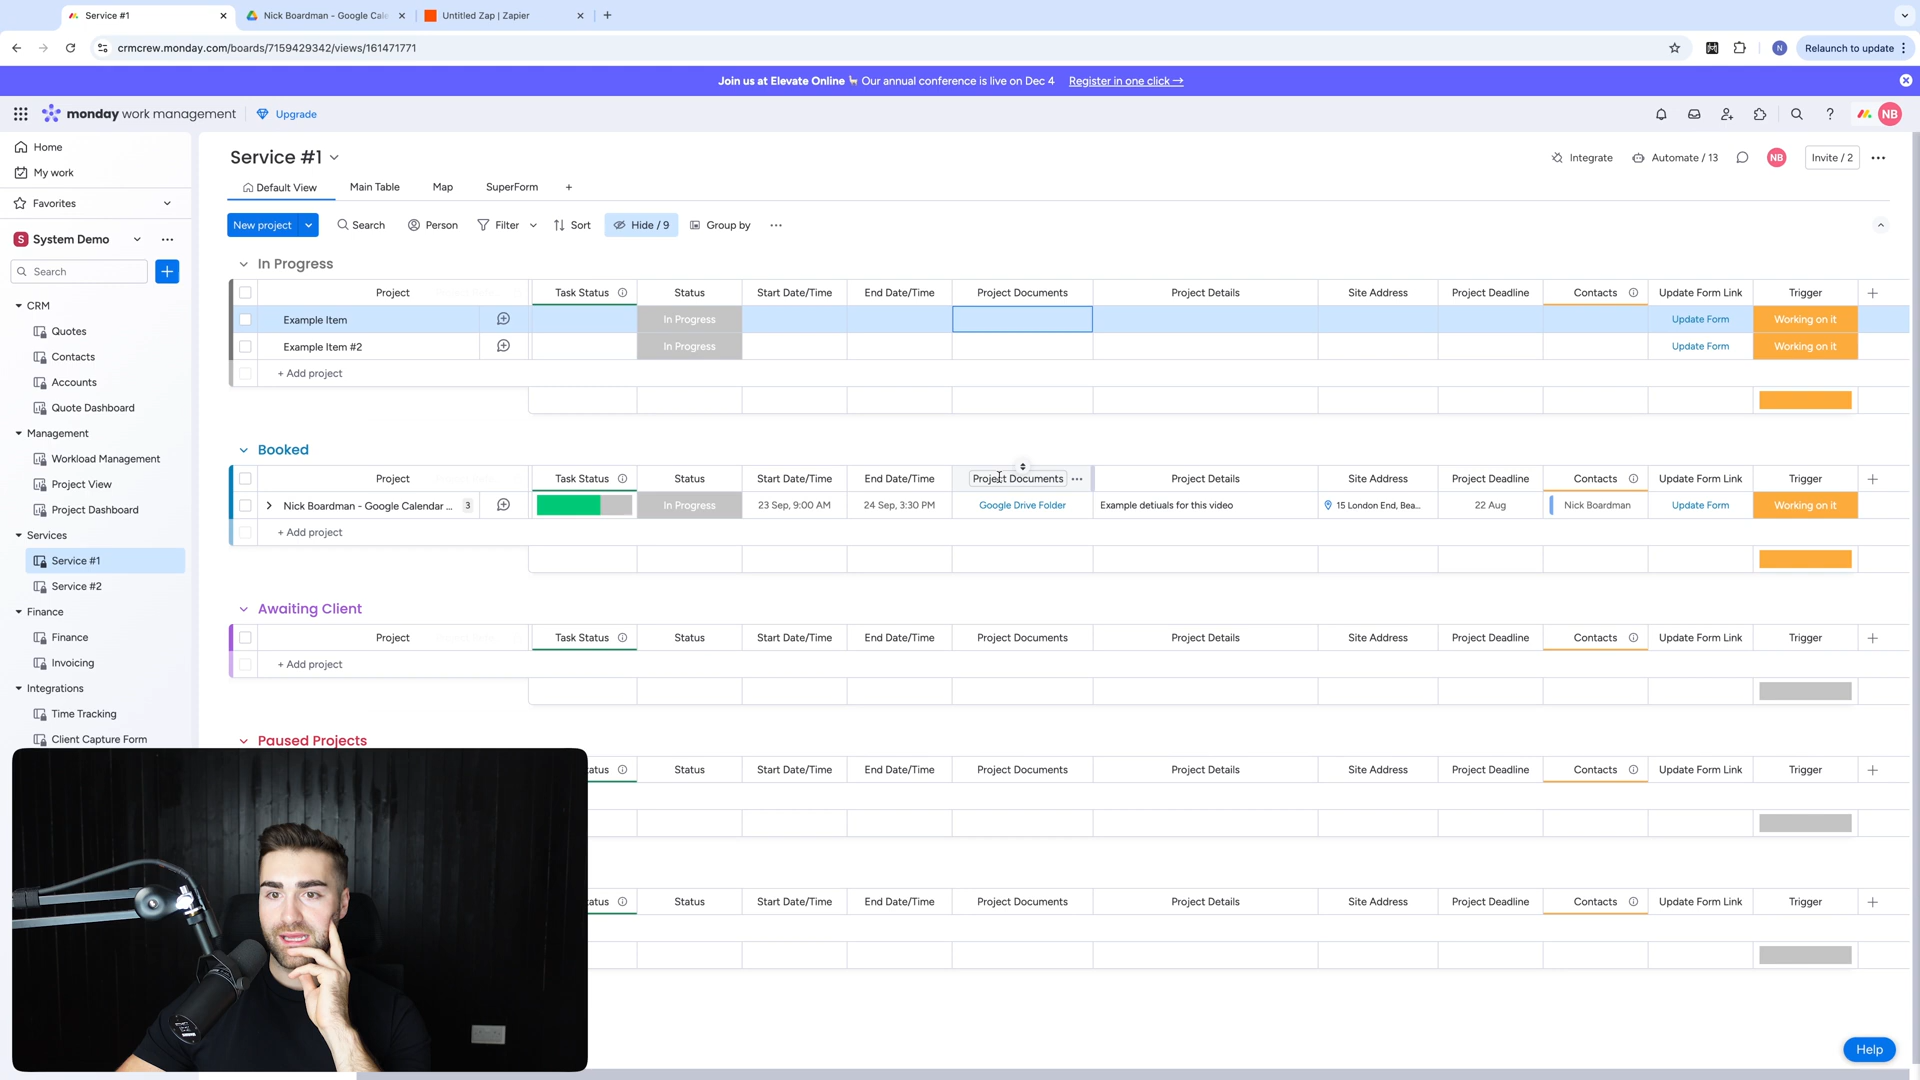 Service #1
Nick Boardman - Google Cale
Untitled Zap | Zapier
crmcrew.monday.com/boards/7159429342/views/161471771
N
Relaunch to update
Join us at Elevate Online 🦙 Our annual conference is live on Dec 4 Register in one click →
monday work management
Upgrade
NB
Home
My work
Favorites
S System Demo
Search
CRM
Quotes
Contacts
Accounts
Quote Dashboard
Management
Workload Management
Project View
Project Dashboard
Services
Service #1
Service #2
Finance
Finance
Invoicing
Integrations
Time Tracking
Client Capture Form
Service #1
Integrate
Automate / 13
NB
Invite / 2
Default View Main Table Map SuperForm +
New project Search Person Filter Sort Hide / 9 Group by
In Progress
Project Task Status Status Start Date/Time End Date/Time Project Documents Project Details Site Address Project Deadline Contacts Update Form Link Trigger
Example Item In Progress Update Form Working on it
Example Item #2 In Progress Update Form Working on it
+ Add project
Booked
Project Task Status Status Start Date/Time End Date/Time Project Documents Project Details Site Address Project Deadline Contacts Update Form Link Trigger
Nick Boardman - Google Calendar ... 3 In Progress 23 Sep, 9:00 AM 24 Sep, 3:30 PM Google Drive Folder Example detiuals for this video 15 London End, Bea... 22 Aug Nick Boardman Update Form Working on it
+ Add project
Awaiting Client
Project Task Status Status Start Date/Time End Date/Time Project Documents Project Details Site Address Project Deadline Contacts Update Form Link Trigger
+ Add project
Paused Projects
atus Status Start Date/Time End Date/Time Project Documents Project Details Site Address Project Deadline Contacts Update Form Link Trigger
atus Status Start Date/Time End Date/Time Project Documents Project Details Site Address Project Deadline Contacts Update Form Link Trigger
Help